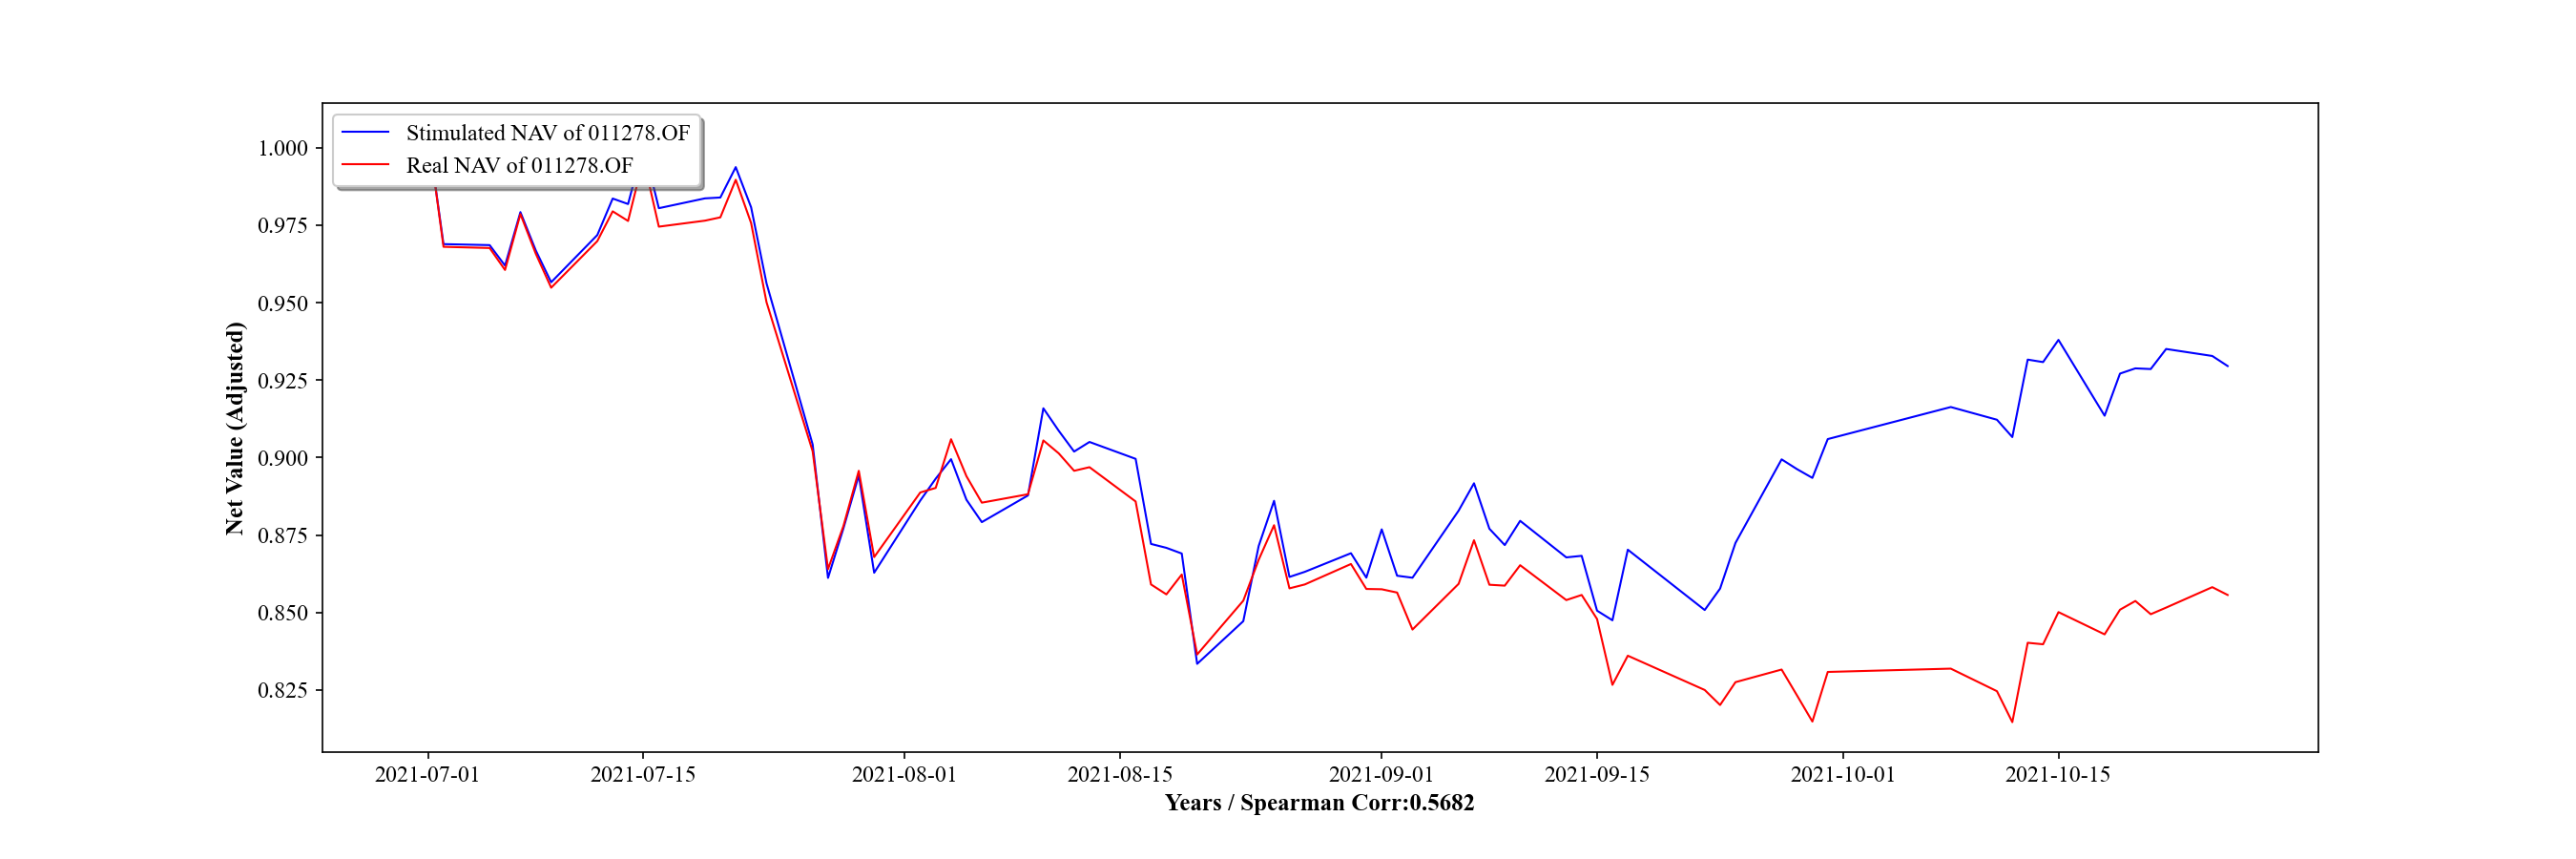 Stimulated NAV of 011278.OF
Real NAV of 011278.OF
1.000
0.975
0.950
0.925
0.900
0.875
0.850
0.825
Net Value (Adjusted)
2021-07-01 2021-07-15 2021-08-01 2021-08-15 2021-09-01 2021-09-15 2021-10-01 2021-10-15
Years / Spearman Corr:0.5682